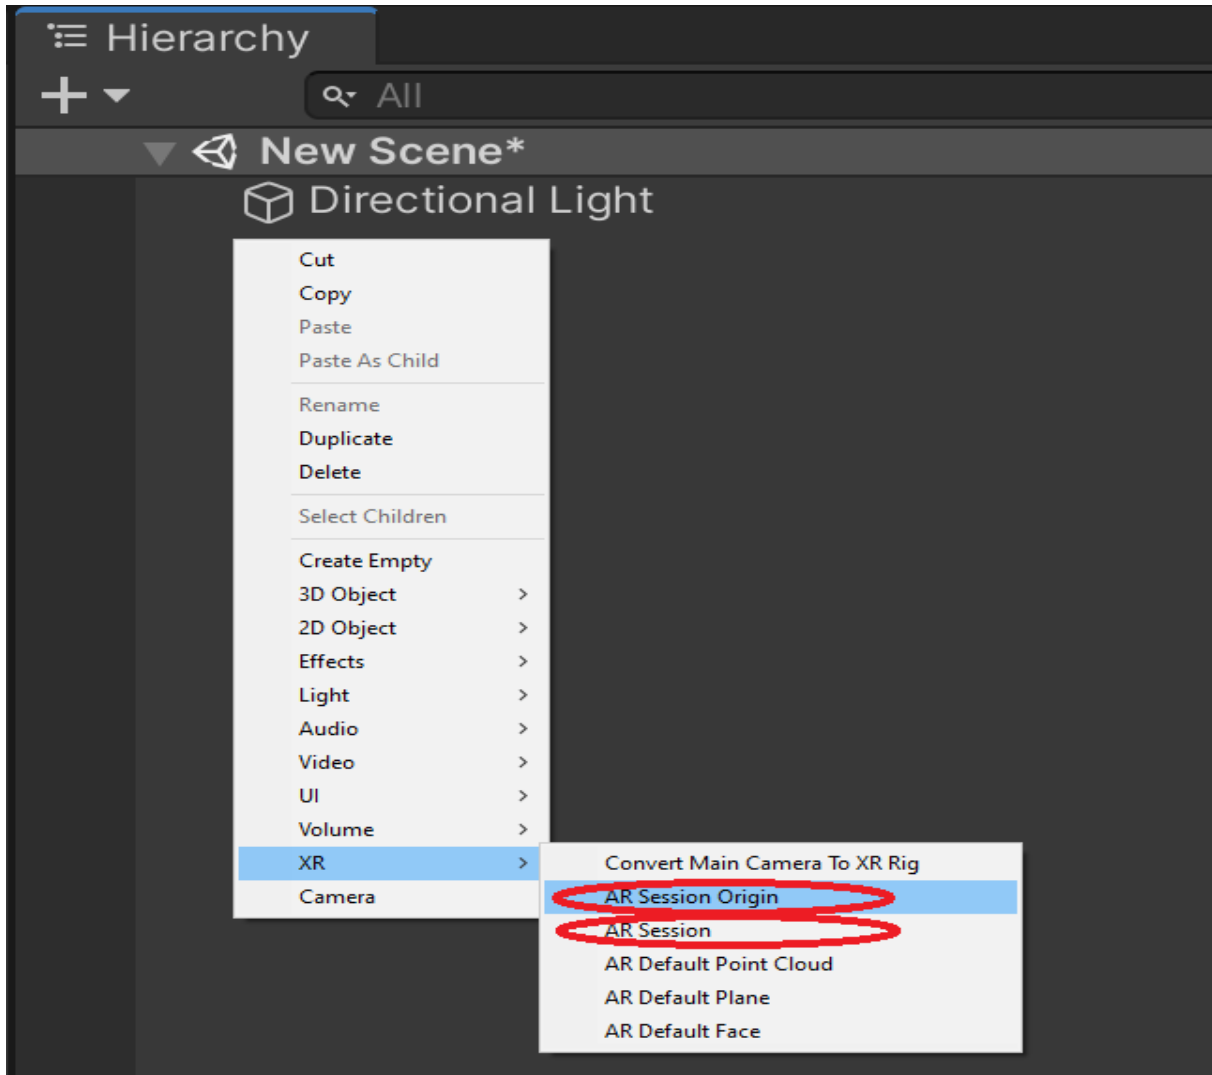 Hierarchy
All
New Scene*
Directional Light
Cut
Copy
Paste
Paste As Child
Rename
Duplicate
Delete
Select Children
Create Empty
3D Object
2D Object
Effects
Light
Audio
Video
UI
Volume
XR
Camera
Convert Main Camera To XR Rig
AR Session Origin
AR Session
AR Default Point Cloud
AR Default Plane
AR Default Face